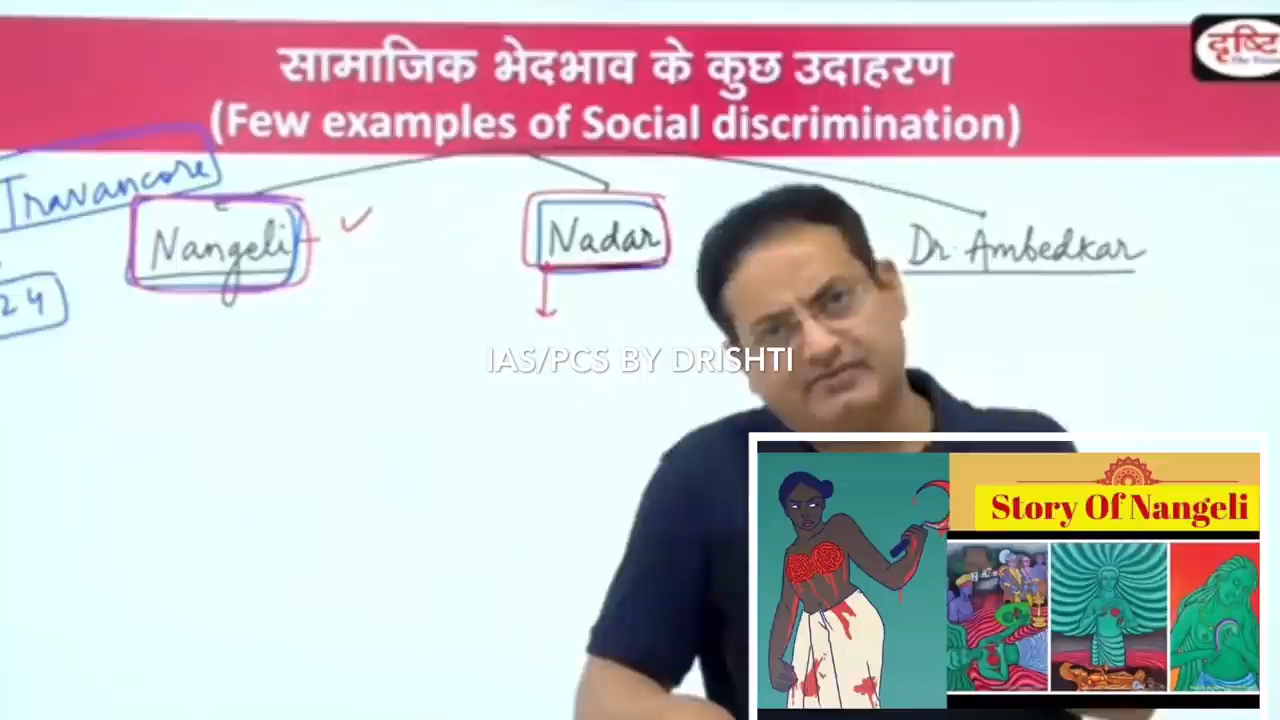 सामाजिक भेदभाव के कुछ उदाहरण
(Few examples of Social discrimination)
दृष्टि
Travancore
Nangeli
Nadar
Dr. Ambedkar
24
IAS/PCS BY DRISHTI
Story Of Nangeli